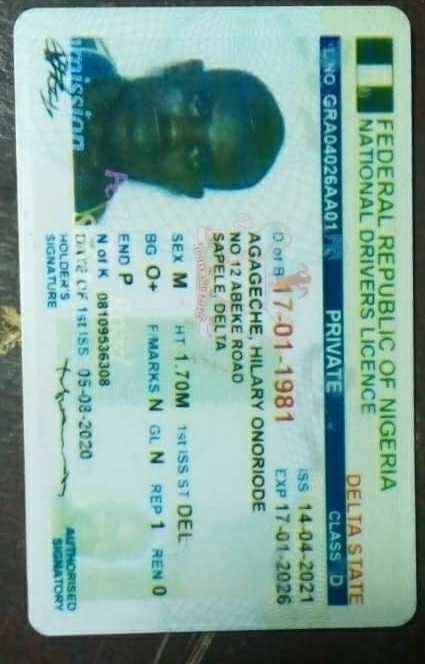 FEDERAL REPUBLIC OF NIGERIA
NATIONAL DRIVERS LICENCE
DELTA STATE
L/NO GRA04026AA01 PRIVATE CLASS D
D of B 17-01-1981
ISS 14-04-2021
EXP 17-01-2026
AGAGECHE, HILARY ONORIODE
NO 12 ABEKE ROAD
SAPELE, DELTA
SEX M HT 1.70M 1st ISS ST DEL
BG O+ F/MARKS N GL N REP 1 REN 0
END P
N of K 08109536308
DATE OF 1st ISS 05-08-2020
HOLDER'S
SIGNATURE
AUTHORISED
SIGNATORY